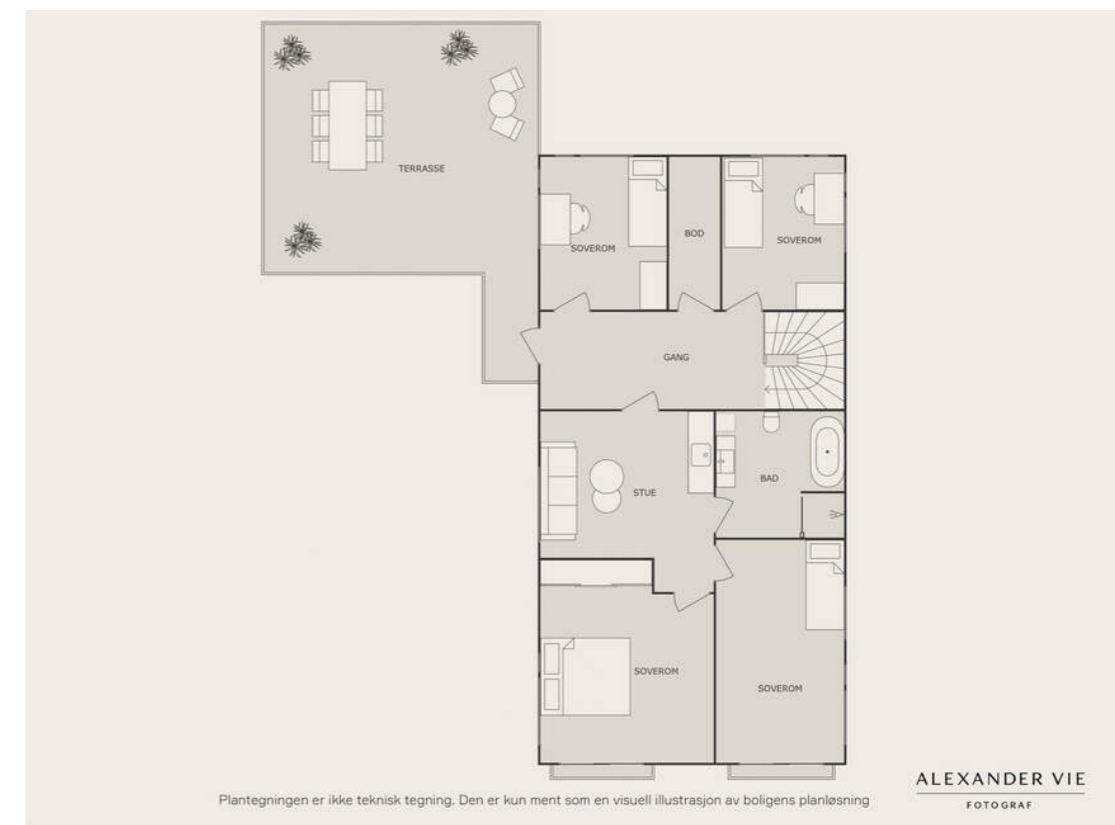 TERRASSE
SOVEROM
BOD
SOVEROM
GANG
STUE
BAD
SOVEROM
SOVEROM
Plantegningen er ikke teknisk tegning. Den er kun ment som en visuell illustrasjon av boligens planløsning
ALEXANDER VIE
FOTOGRAF